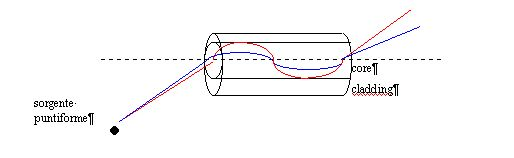 core¶
cladding¶
sorgente·
puntiforme¶